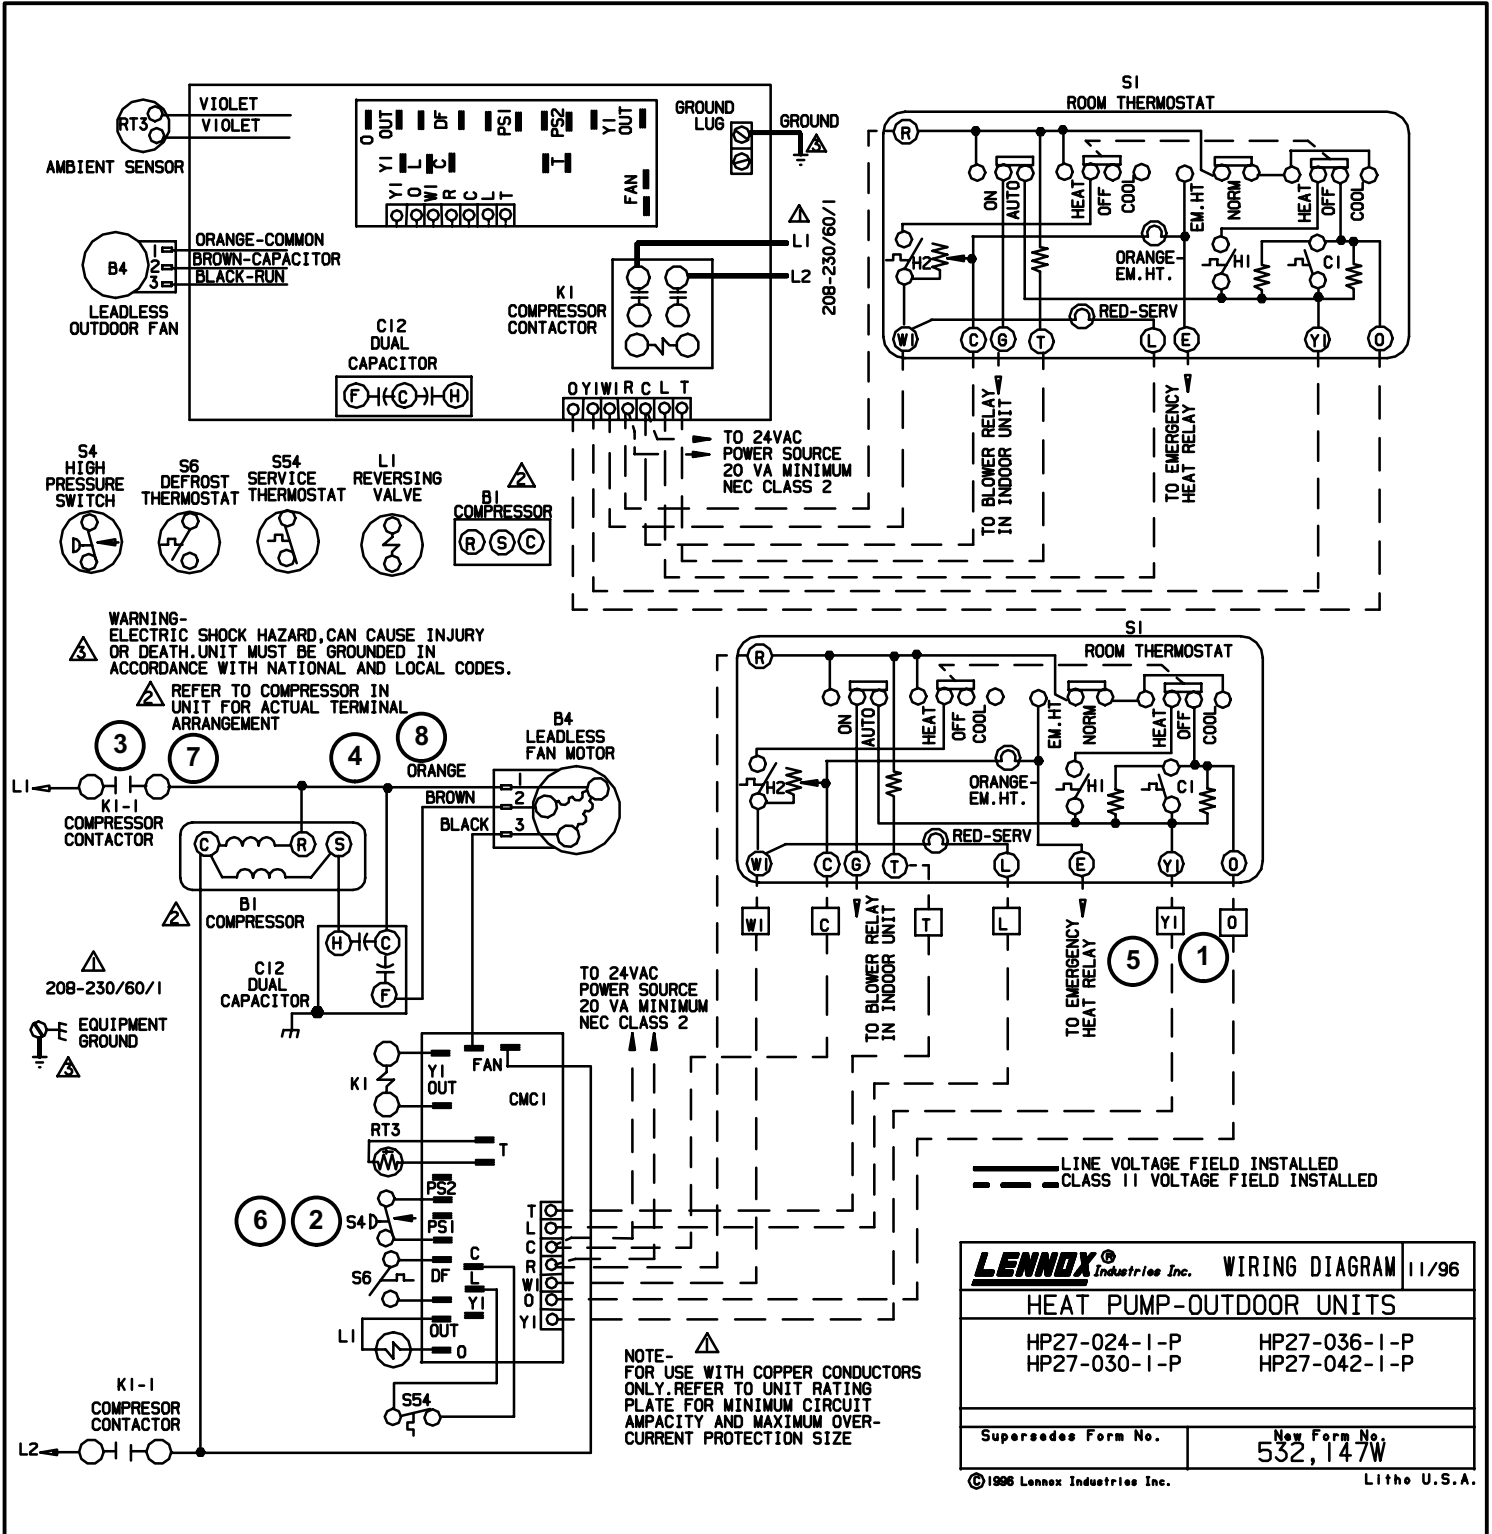 S1
ROOM THERMOSTAT
VIOLET
VIOLET
RT3
AMBIENT SENSOR
O
OUT
DF
PS1
PS2
Y1
OUT
Y1
L
C
T
FAN
Y1
O
W1
R
C
L
T
GROUND
LUG
GROUND
3
1
L1
L2
208-230/60/1
ORANGE-COMMON
BROWN-CAPACITOR
BLACK-RUN
B4
1
2
3
LEADLESS
OUTDOOR FAN
K1
COMPRESSOR
CONTACTOR
C12
DUAL
CAPACITOR
F
C
H
O Y1 W1 R C L T
R
ON
AUTO
HEAT
OFF
COOL
EM.HT
NORM
HEAT
OFF
COOL
H2
ORANGE-
EM.HT.
H1
C1
RED-SERV
W1
C
G
T
L
E
Y1
O
TO BLOWER RELAY
IN INDOOR UNIT
TO EMERGENCY
HEAT RELAY
TO 24VAC
POWER SOURCE
20 VA MINIMUM
NEC CLASS 2
S4
HIGH
PRESSURE
SWITCH
S6
DEFROST
THERMOSTAT
S54
SERVICE
THERMOSTAT
L1
REVERSING
VALVE
2
B1
COMPRESSOR
R
S
C
3
WARNING-
ELECTRIC SHOCK HAZARD,CAN CAUSE INJURY
OR DEATH.UNIT MUST BE GROUNDED IN
ACCORDANCE WITH NATIONAL AND LOCAL CODES.
2
REFER TO COMPRESSOR IN
UNIT FOR ACTUAL TERMINAL
ARRANGEMENT
3
7
4
8
L1
K1-1
COMPRESSOR
CONTACTOR
ORANGE
BROWN
BLACK
B4
LEADLESS
FAN MOTOR
1
2
3
C
R
S
2
B1
COMPRESSOR
H
C
F
C12
DUAL
CAPACITOR
1
208-230/60/1
EQUIPMENT
GROUND
3
S1
ROOM THERMOSTAT
R
ON
AUTO
HEAT
OFF
COOL
EM.HT
NORM
HEAT
OFF
COOL
H2
ORANGE-
EM.HT.
H1
C1
RED-SERV
W1
C
G
T
L
E
Y1
O
W1
C
T
L
Y1
O
TO BLOWER RELAY
IN INDOOR UNIT
TO EMERGENCY
HEAT RELAY
5
1
TO 24VAC
POWER SOURCE
20 VA MINIMUM
NEC CLASS 2
K1
Y1
OUT
FAN
CMC1
RT3
T
PS2
6
2
S4
PS1
S6
DF
C
L
Y1
L1
OUT
O
T
L
C
R
W1
O
Y1
S54
K1-1
COMPRESOR
CONTACTOR
L2
1
NOTE-
FOR USE WITH COPPER CONDUCTORS
ONLY.REFER TO UNIT RATING
PLATE FOR MINIMUM CIRCUIT
AMPACITY AND MAXIMUM OVER-
CURRENT PROTECTION SIZE
LINE VOLTAGE FIELD INSTALLED
CLASS II VOLTAGE FIELD INSTALLED
LENNOX® Industries Inc. WIRING DIAGRAM 11/96
HEAT PUMP-OUTDOOR UNITS
HP27-024-1-P HP27-036-1-P
HP27-030-1-P HP27-042-1-P
Supersedes Form No.
New Form No.
532,147W
©1996 Lennox Industries Inc.
Litho U.S.A.